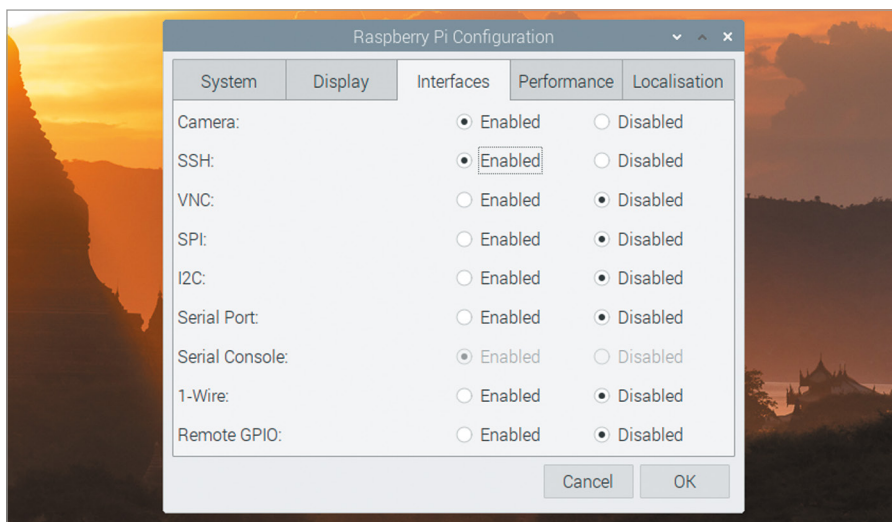 Raspberry Pi Configuration
System Display Interfaces Performance Localisation
Camera: Enabled Disabled
SSH: Enabled Disabled
VNC: Enabled Disabled
SPI: Enabled Disabled
I2C: Enabled Disabled
Serial Port: Enabled Disabled
Serial Console: Enabled Disabled
1-Wire: Enabled Disabled
Remote GPIO: Enabled Disabled
Cancel OK